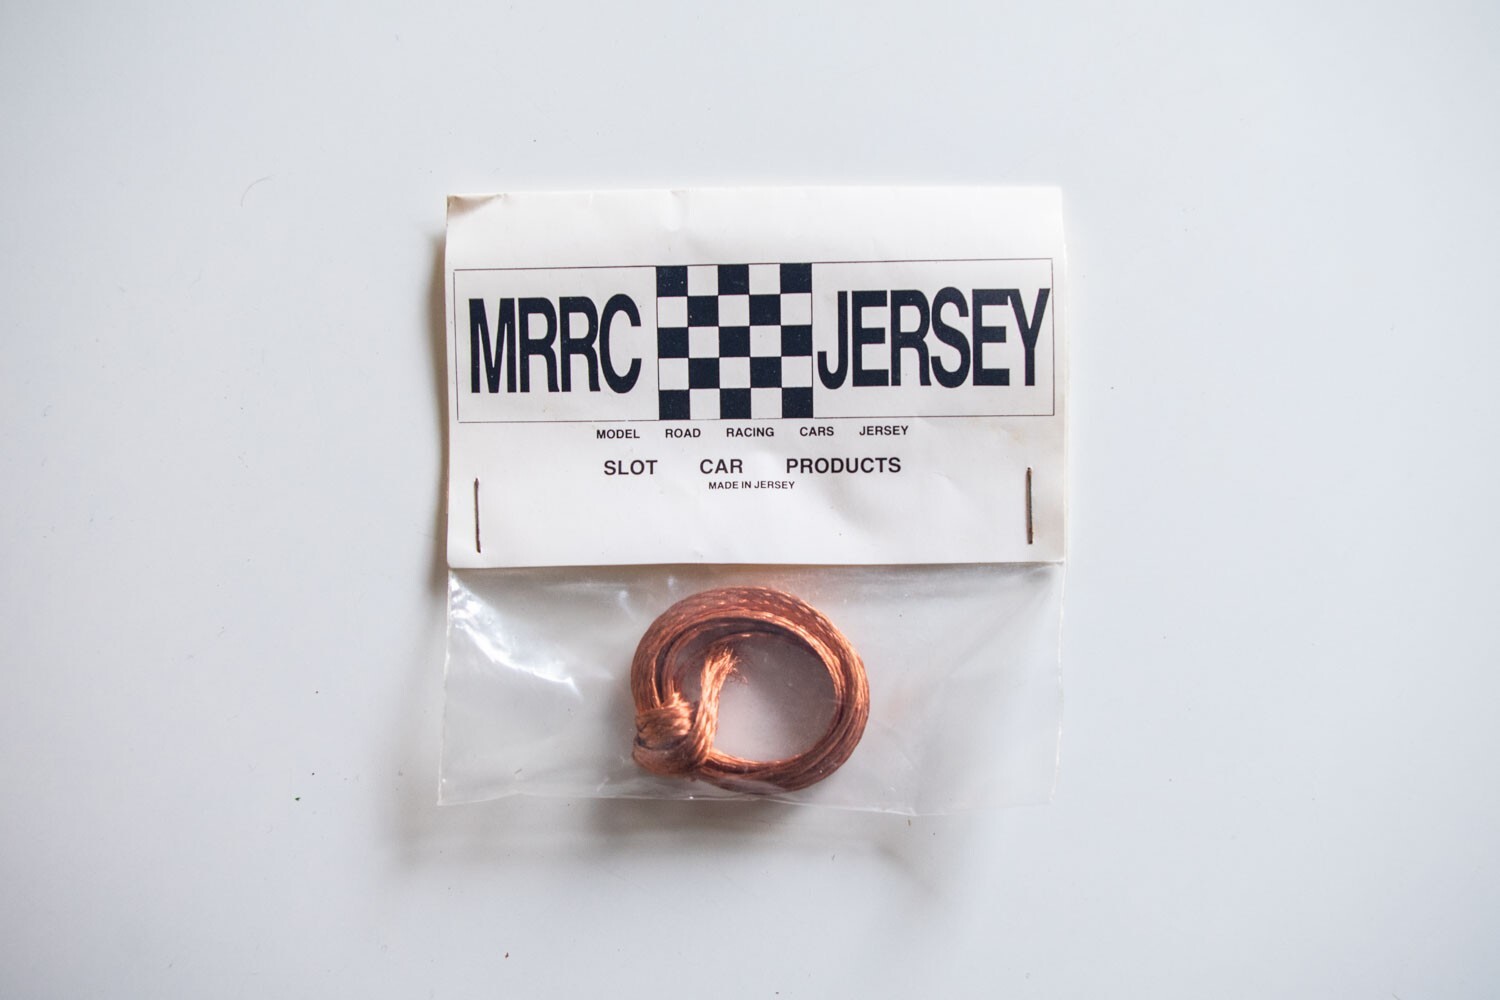 MRRC JERSEY
MODEL ROAD RACING CARS JERSEY
SLOT CAR PRODUCTS
MADE IN JERSEY